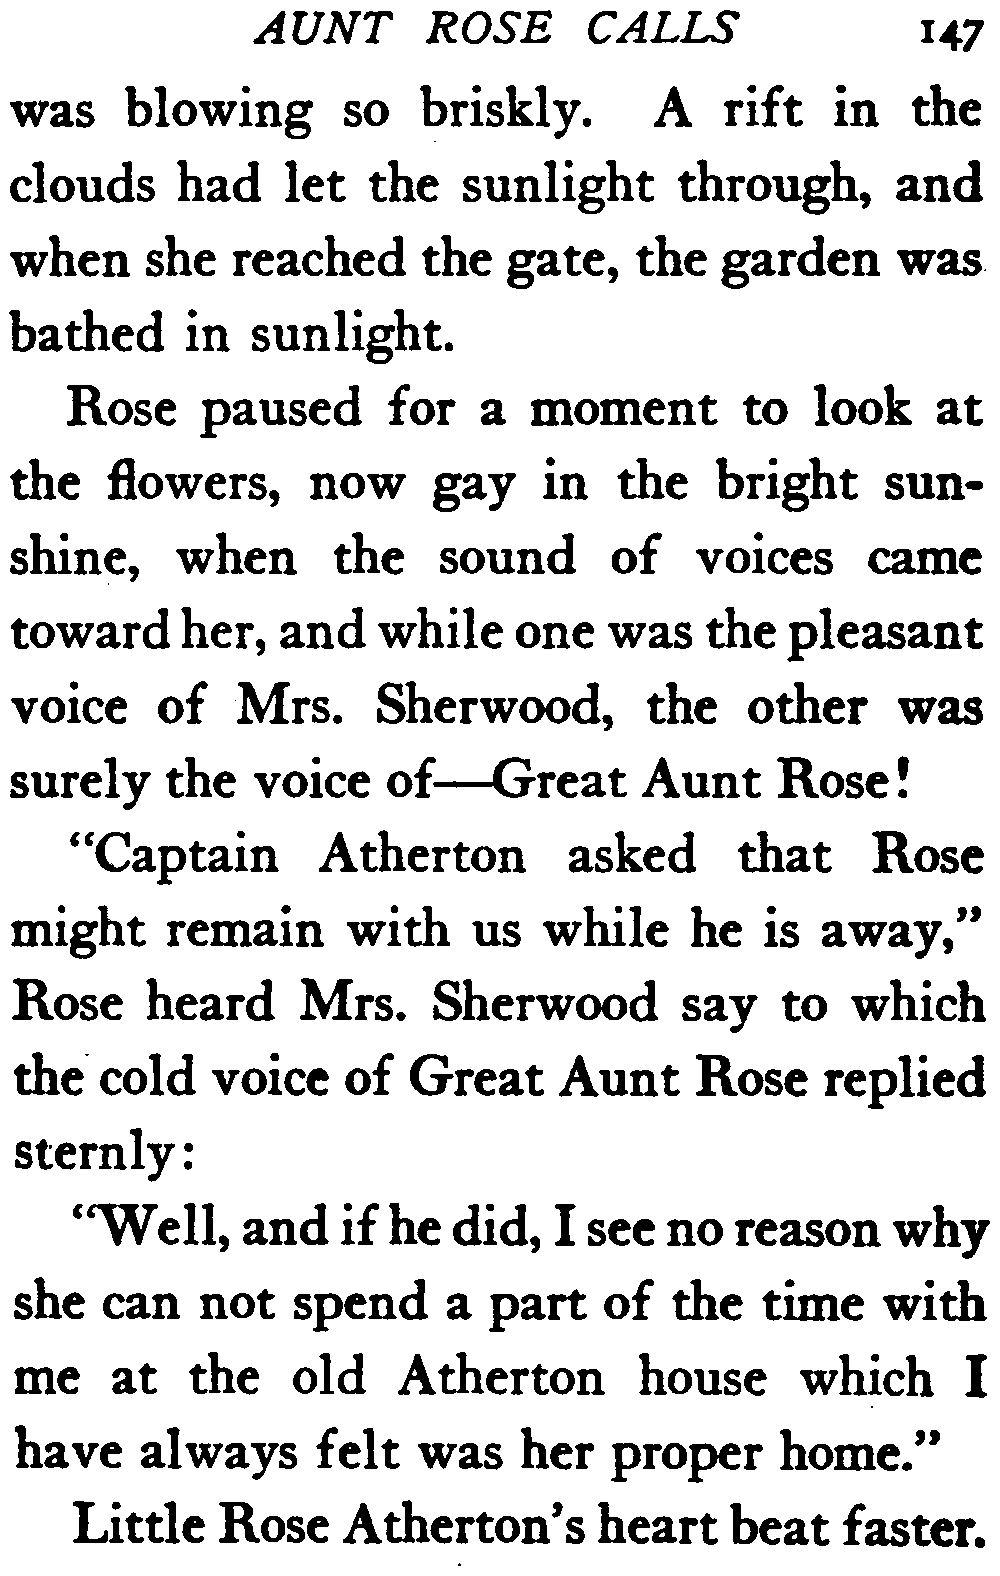 AUNT ROSE CALLS 147
was blowing so briskly. A rift in the
clouds had let the sunlight through, and
when she reached the gate, the garden was
bathed in sunlight.
Rose paused for a moment to look at
the flowers, now gay in the bright sun-
shine, when the sound of voices came
toward her, and while one was the pleasant
voice of Mrs. Sherwood, the other was
surely the voice of—Great Aunt Rose!
"Captain Atherton asked that Rose
might remain with us while he is away,"
Rose heard Mrs. Sherwood say to which
the cold voice of Great Aunt Rose replied
sternly:
"Well, and if he did, I see no reason why
she can not spend a part of the time with
me at the old Atherton house which I
have always felt was her proper home."
Little Rose Atherton's heart beat faster.